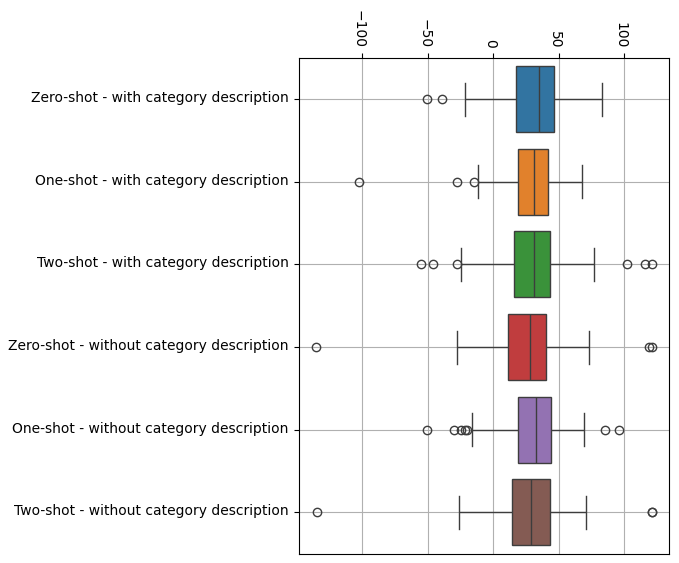 −100 −50 0 50 100
Zero-shot - with category description
One-shot - with category description
Two-shot - with category description
Zero-shot - without category description
One-shot - without category description
Two-shot - without category description